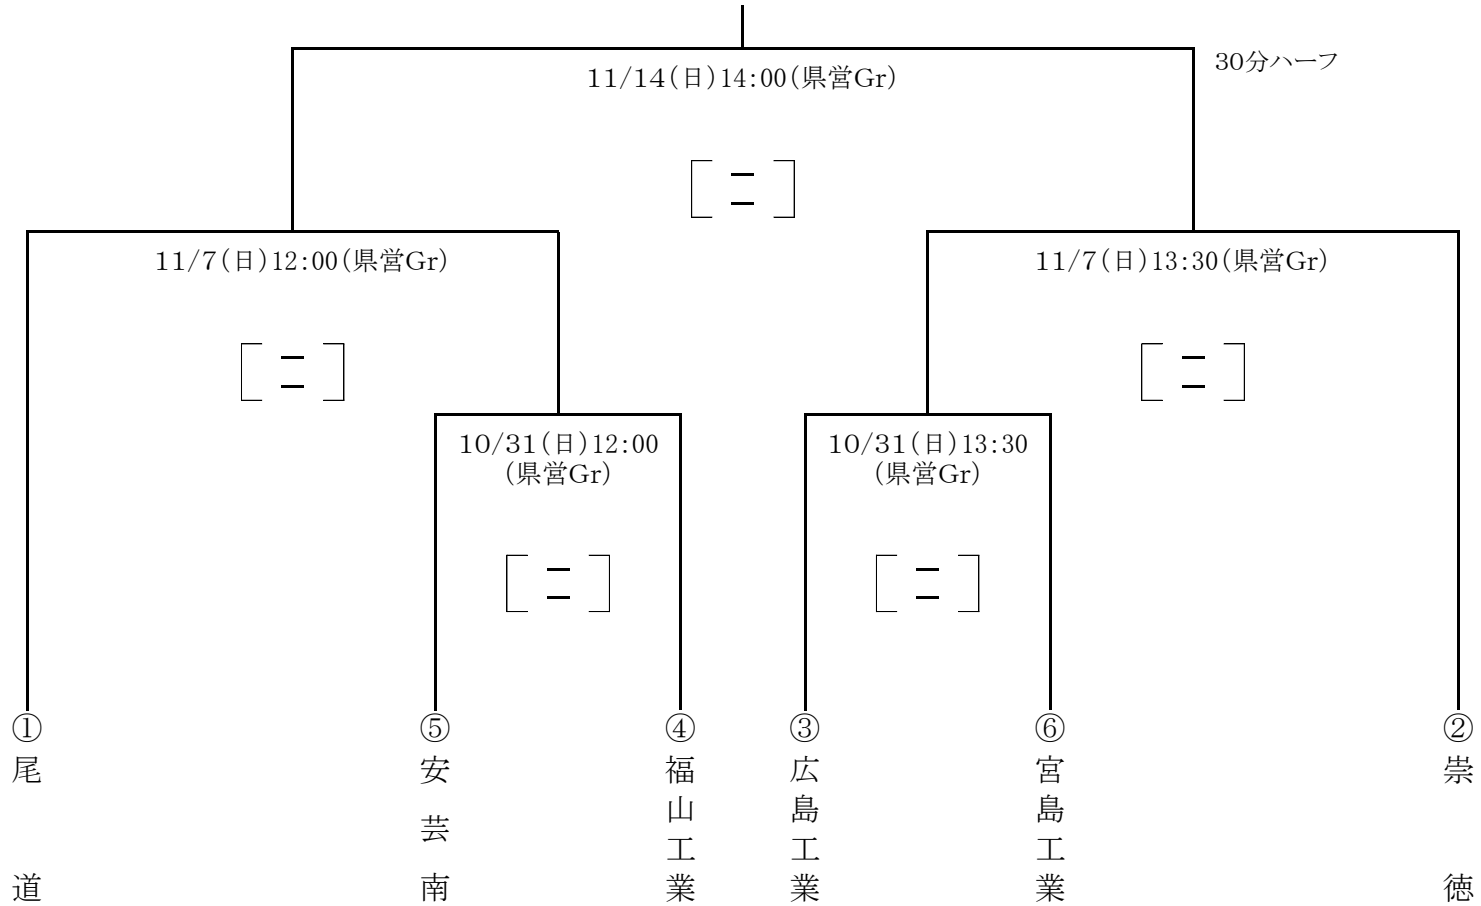 30分ハーフ
11/14(日)14:00(県営Gr)
11/7(日)12:00(県営Gr)
11/7(日)13:30(県営Gr)
10/31(日)12:00
(県営Gr)
10/31(日)13:30
(県営Gr)
①尾道
⑤安芸南
④福山工業
③広島工業
⑥宮島工業
②崇徳